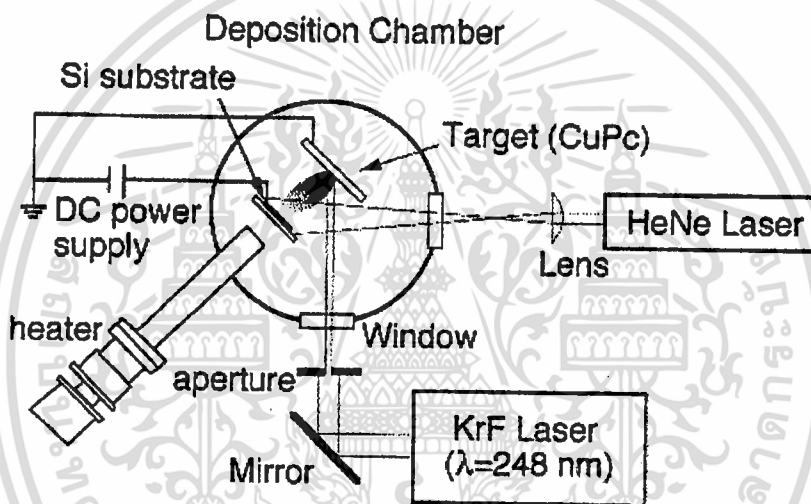 Deposition Chamber
Si substrate
Target (CuPc)
DC power
supply
HeNe Laser
Lens
heater
Window
aperture
KrF Laser
(λ=248 nm)
Mirror